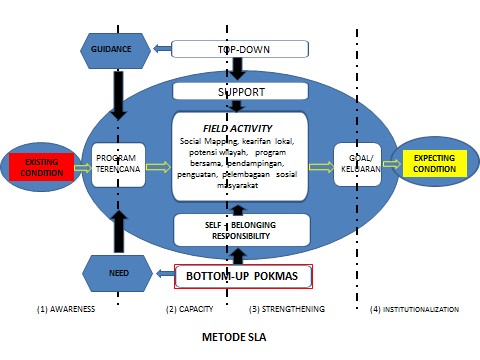 GUIDANCE
TOP-DOWN
SUPPORT
FIELD ACTIVITY
Social Mapping, kearifan lokal,
potensi wilayah, program
bersama, pendampingan,
penguatan, pelembagaan sosial
masyarakat
EXISTING
CONDITION
PROGRAM
TERENCANA
GOAL/
KELUARAN
EXPECTING
CONDITION
SELF – BELONGING
RESPONSIBILITY
NEED
BOTTOM-UP POKMAS
(1) AWARENESS
(2) CAPACITY
(3) STRENGTHENING
(4) INSTITUTIONALIZATION
METODE SLA